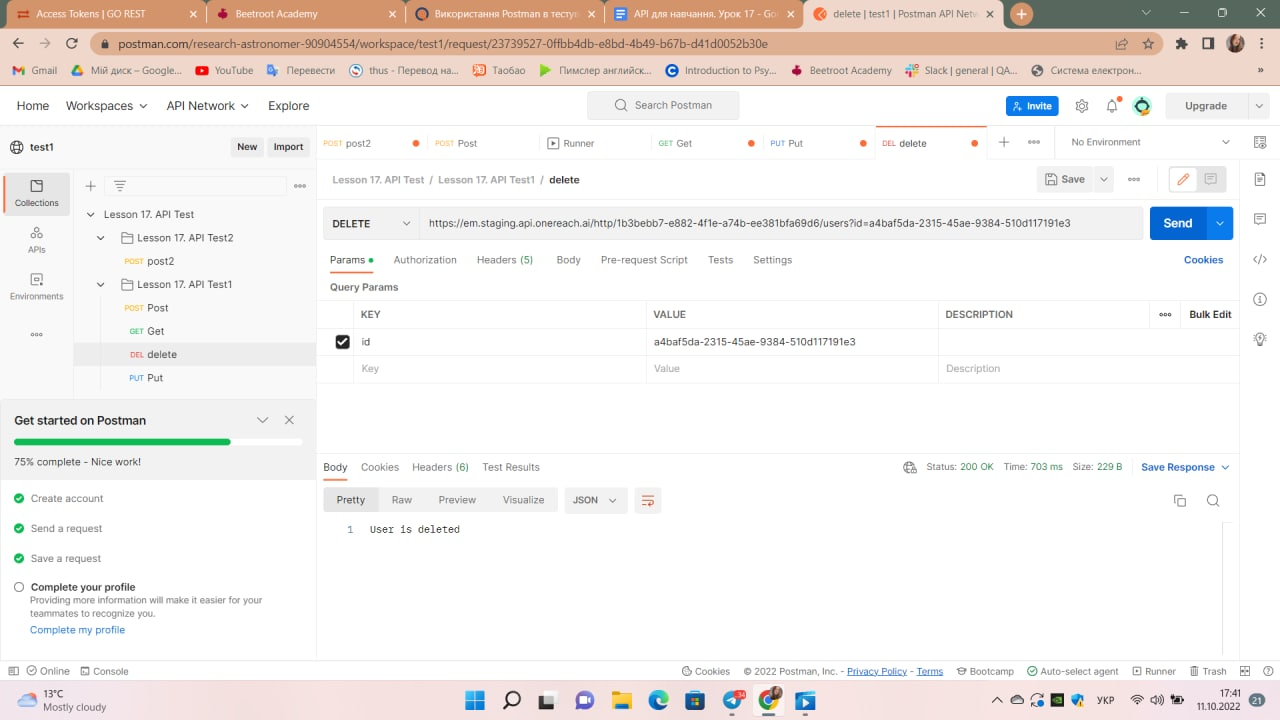 Access Tokens | GO REST
Beetroot Academy
Використання Postman в тесту
API для навчання. Урок 17 - Go
delete | test1 | Postman API Netw
postman.com/research-astronomer-90904554/workspace/test1/request/23739527-0ffbb4db-e8bd-4b49-b67b-d41d0052b30e
Gmail
Мій диск – Google...
YouTube
Перевести
thus - Перевод на...
Таобао
Пимслер английск...
Introduction to Psy...
Beetroot Academy
Slack | general | QA...
Система електрон...
»
Home
Workspaces
API Network
Explore
Search Postman
Invite
Upgrade
test1
New
Import
POST post2
POST Post
Runner
GET Get
PUT Put
DEL delete
No Environment
Collections
APIs
Environments
Lesson 17. API Test
Lesson 17. API Test2
POST post2
Lesson 17. API Test1
POST Post
GET Get
DEL delete
PUT Put
Lesson 17. API Test / Lesson 17. API Test1 / delete
Save
DELETE
https://em.staging.api.onereach.ai/http/1b3bebb7-e882-4f1e-a74b-ee381bfa69d6/users?id=a4baf5da-2315-45ae-9384-510d117191e3
Send
Params
Authorization
Headers (5)
Body
Pre-request Script
Tests
Settings
Cookies
Query Params
KEY
VALUE
DESCRIPTION
Bulk Edit
id
a4baf5da-2315-45ae-9384-510d117191e3
Key
Value
Description
Get started on Postman
75% complete - Nice work!
Create account
Send a request
Save a request
Complete your profile
Providing more information will make it easier for your
teammates to recognize you.
Complete my profile
Body
Cookies
Headers (6)
Test Results
Status: 200 OK
Time: 703 ms
Size: 229 B
Save Response
Pretty
Raw
Preview
Visualize
JSON
1
User is deleted
Online
Console
Cookies
© 2022 Postman, Inc. - Privacy Policy - Terms
Bootcamp
Auto-select agent
Runner
Trash
13°C
Mostly cloudy
34
УКР
17:41
11.10.2022
21